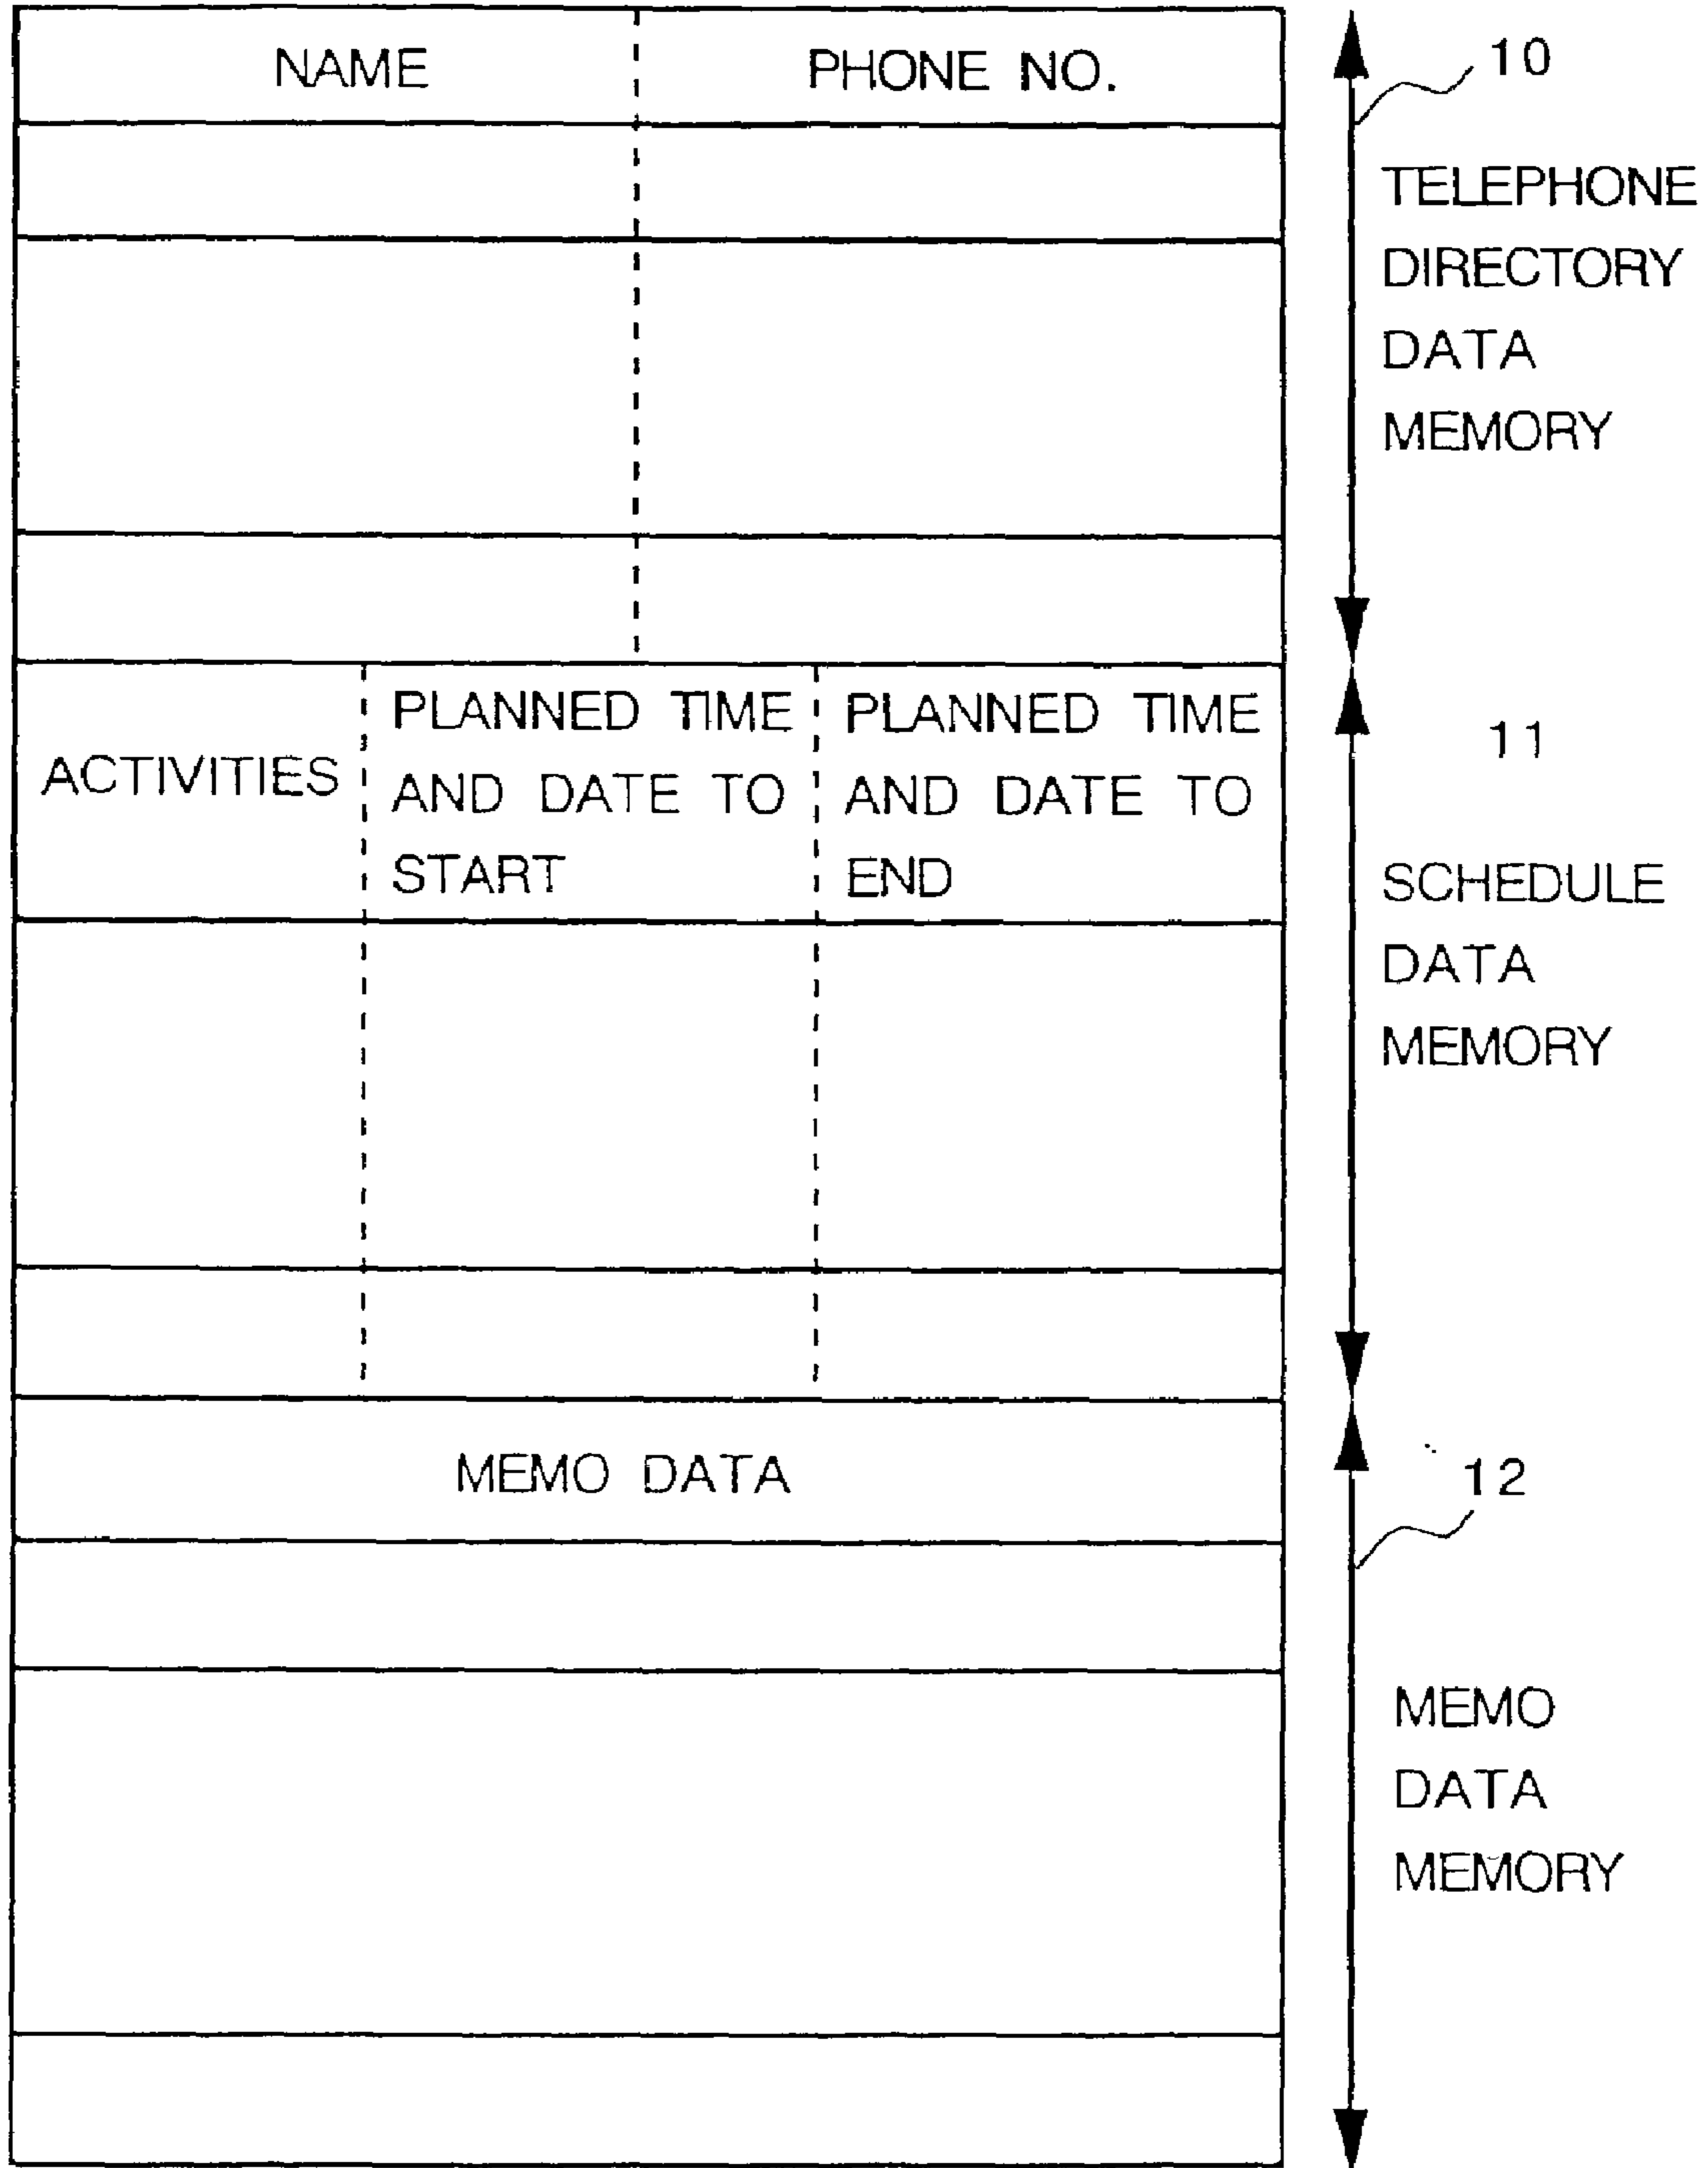 NAME
PHONE NO.
10
TELEPHONE
DIRECTORY
DATA
MEMORY
ACTIVITIES
PLANNED TIME
AND DATE TO
START
PLANNED TIME
AND DATE TO
END
11
SCHEDULE
DATA
MEMORY
MEMO DATA
12
MEMO
DATA
MEMORY